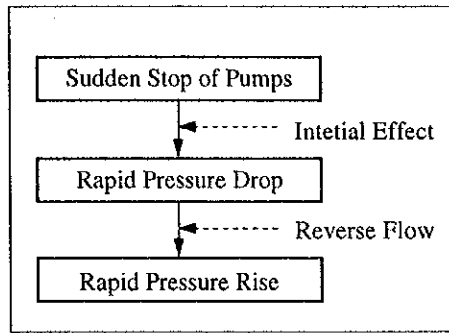 Sudden Stop of Pumps
Intetial Effect
Rapid Pressure Drop
Reverse Flow
Rapid Pressure Rise